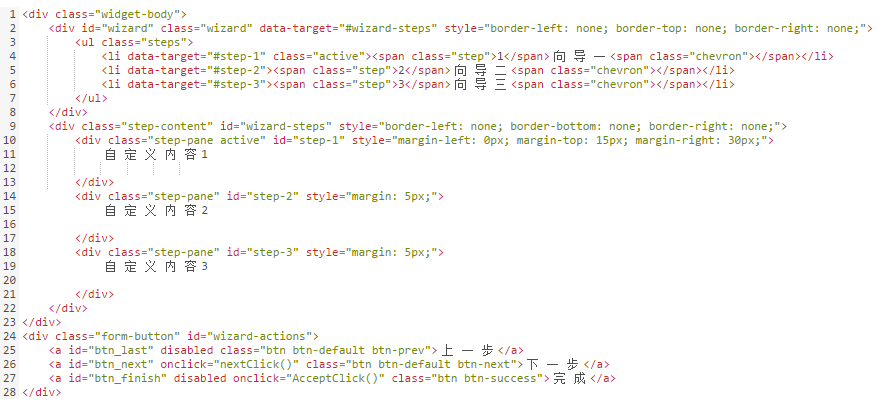 1 <div class="widget-body">
2 <div id="wizard" class="wizard" data-target="#wizard-steps" style="border-left: none; border-top: none; border-right: none;">
3 <ul class="steps">
4 <li data-target="#step-1" class="active"><span class="step">1</span>向导一<span class="chevron"></span></li>
5 <li data-target="#step-2"><span class="step">2</span>向导二<span class="chevron"></span></li>
6 <li data-target="#step-3"><span class="step">3</span>向导三<span class="chevron"></span></li>
7 </ul>
8 </div>
9 <div class="step-content" id="wizard-steps" style="border-left: none; border-bottom: none; border-right: none;">
10 <div class="step-pane active" id="step-1" style="margin-left: 0px; margin-top: 15px; margin-right: 30px;">
11 自定义内容1
12
13 </div>
14 <div class="step-pane" id="step-2" style="margin: 5px;">
15 自定义内容2
16
17 </div>
18 <div class="step-pane" id="step-3" style="margin: 5px;">
19 自定义内容3
20
21 </div>
22 </div>
23 </div>
24 <div class="form-button" id="wizard-actions">
25 <a id="btn_last" disabled class="btn btn-default btn-prev">上一步</a>
26 <a id="btn_next" onclick="nextClick()" class="btn btn-default btn-next">下一步</a>
27 <a id="btn_finish" disabled onclick="AcceptClick()" class="btn btn-success">完成</a>
28 </div>